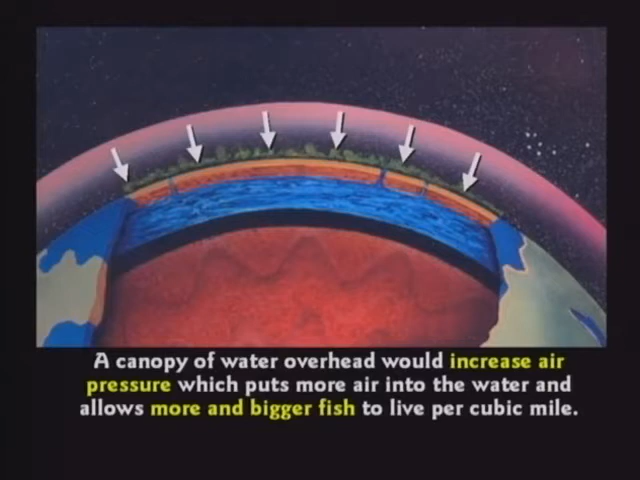 A canopy of water overhead would increase air
pressure which puts more air into the water and
allows more and bigger fish to live per cubic mile.